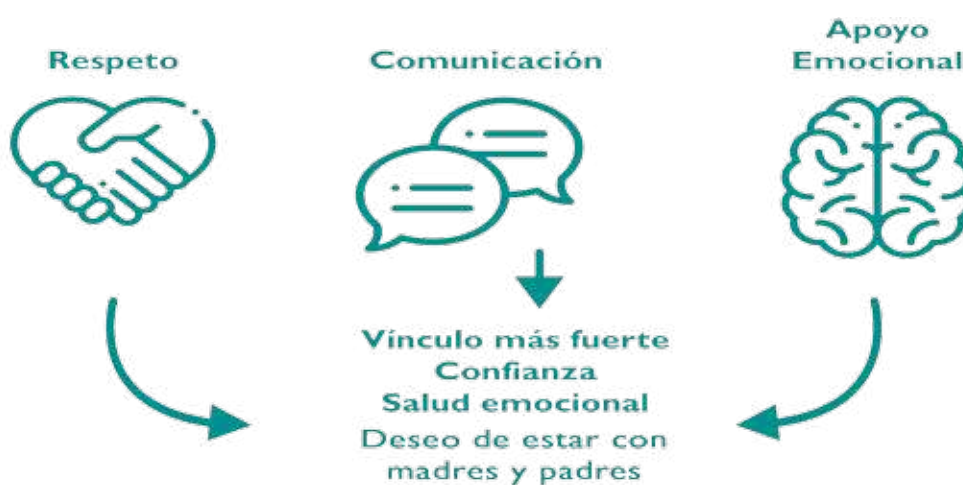 Respeto
Comunicación
Apoyo
Emocional
Vínculo más fuerte
Confianza
Salud emocional
Deseo de estar con
madres y padres